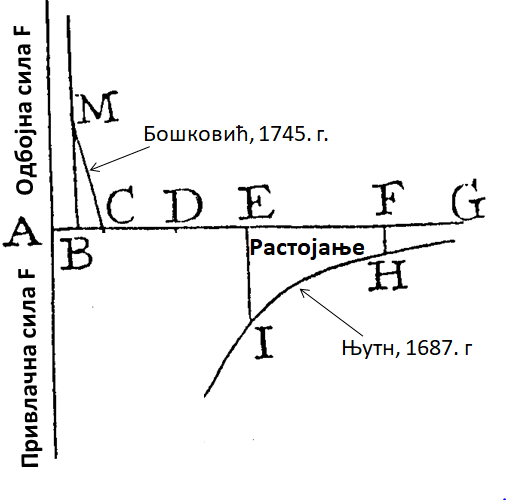 Одбојна сила F
M
Бошковић, 1745. г.
A
B
C
D
E
F
G
Растојање
H
I
Њутн, 1687. г
Привлачна сила F